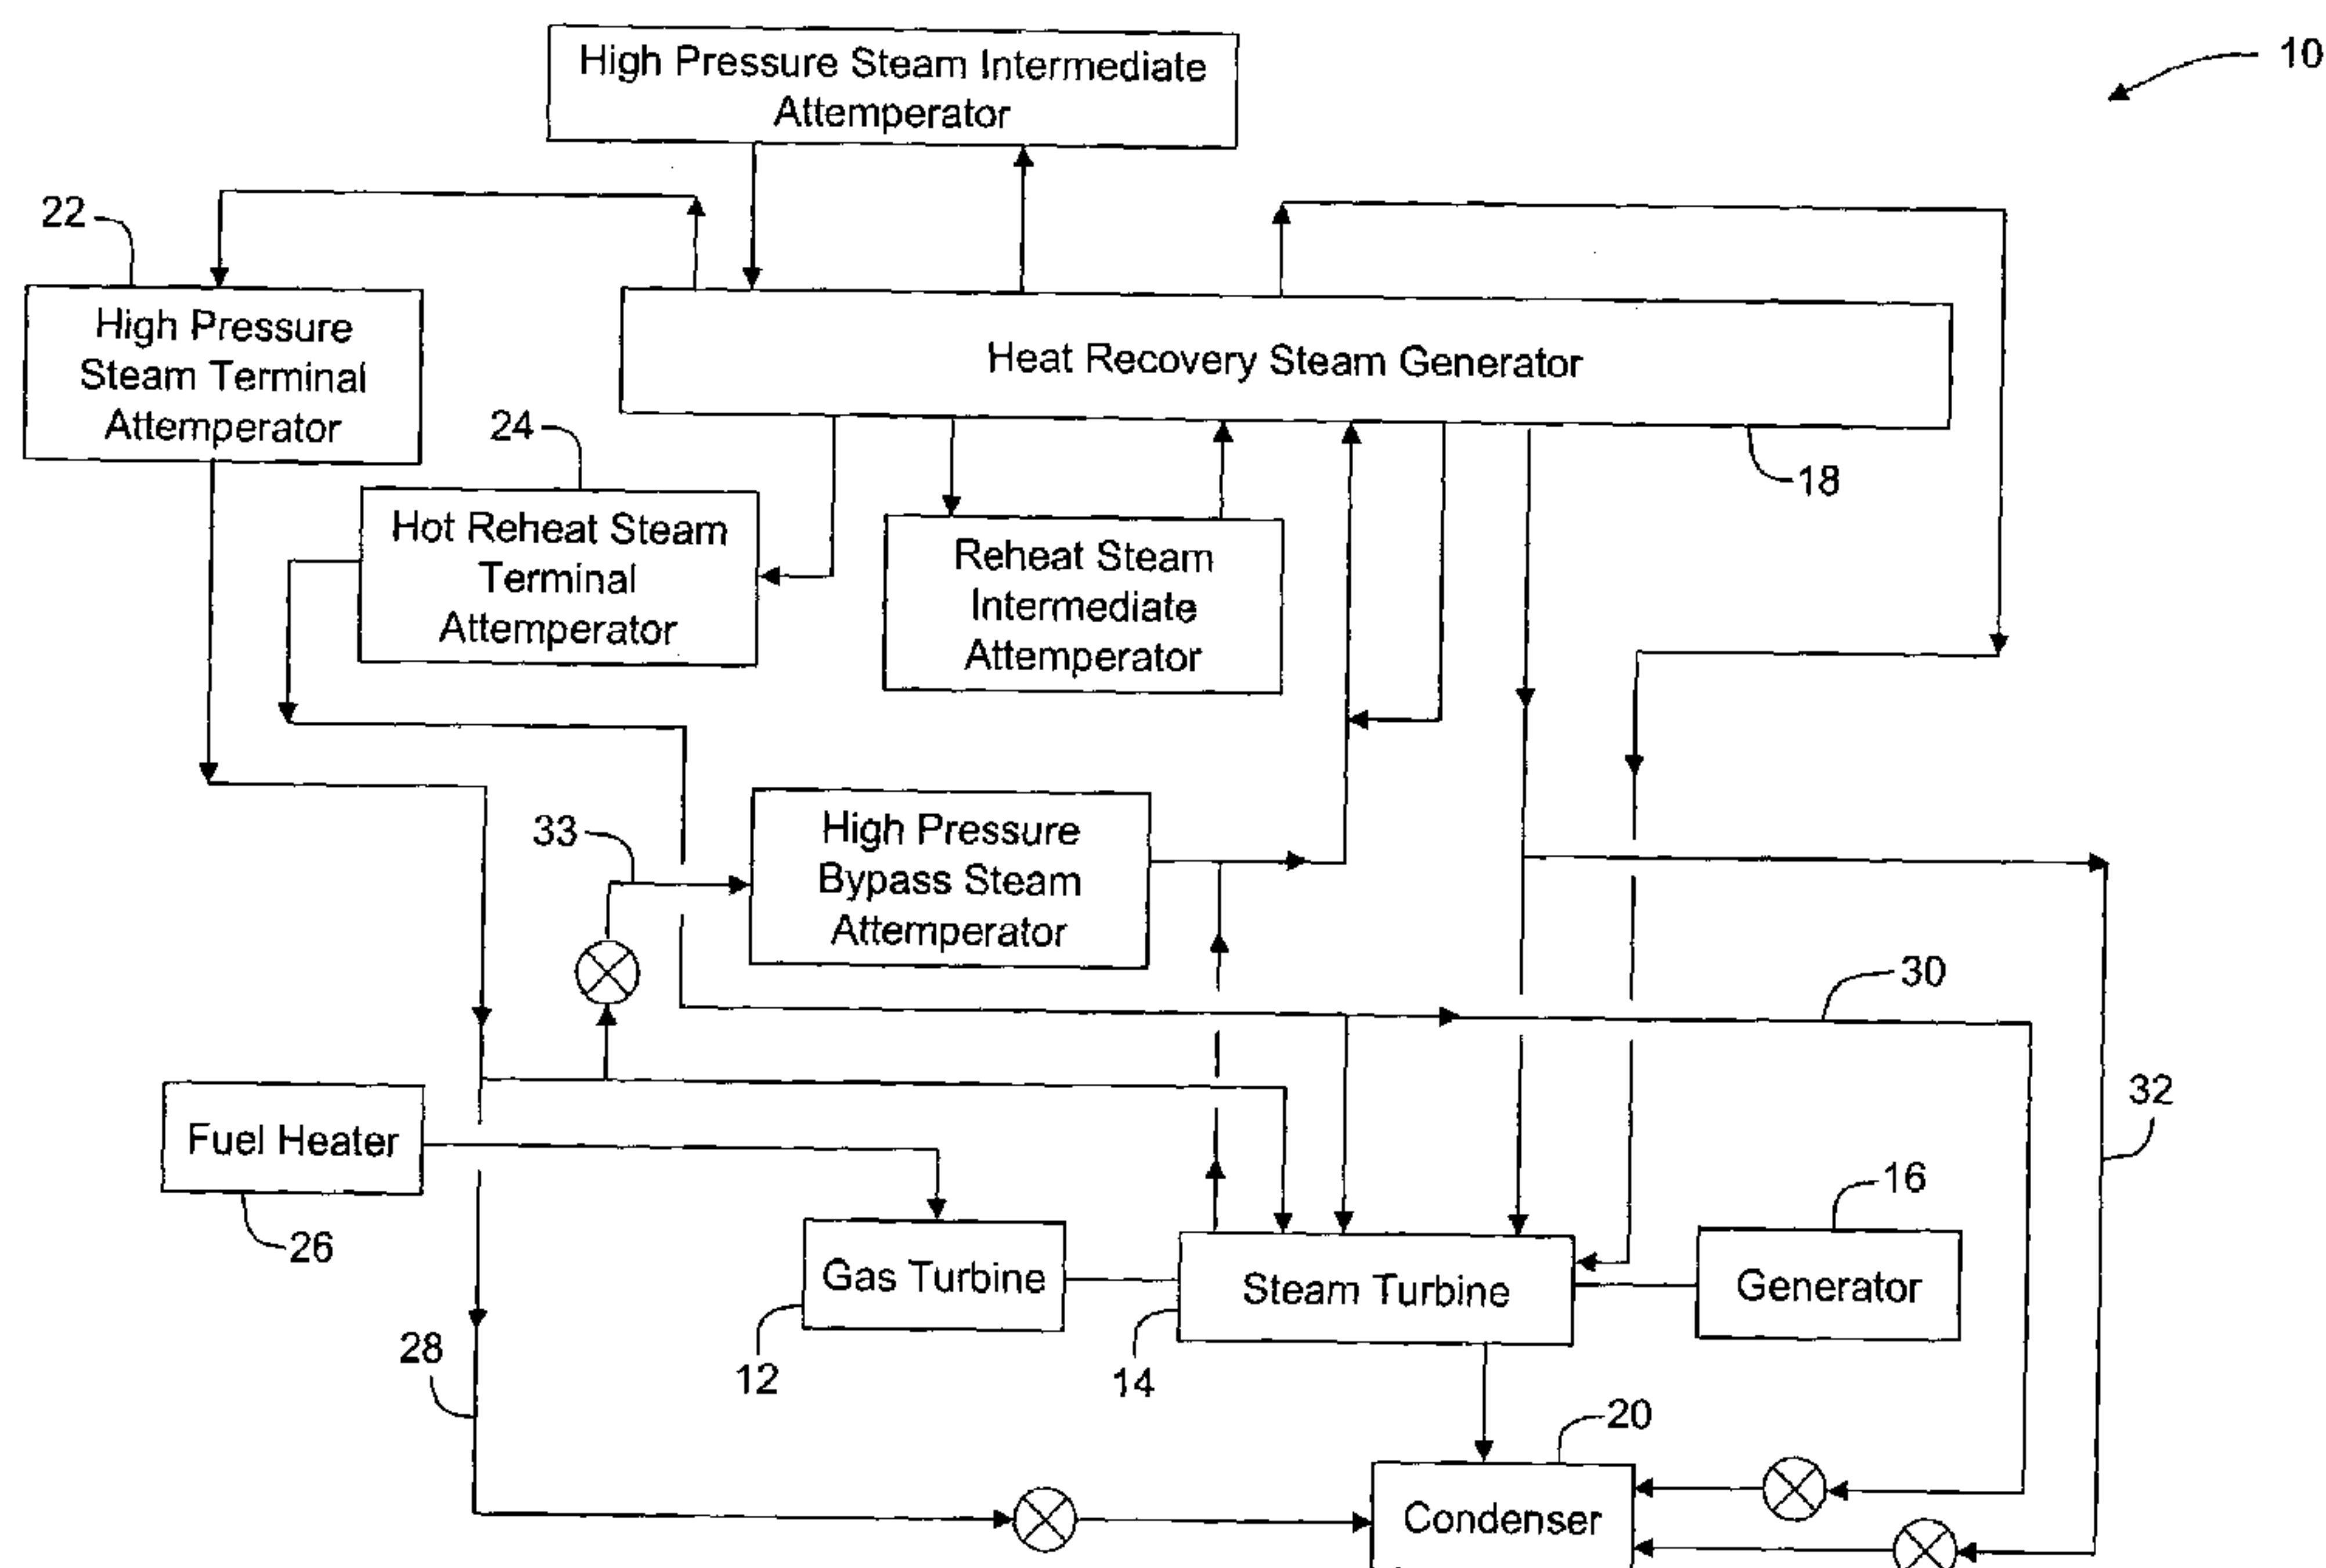 High Pressure Steam Intermediate
Attemperator
10
22
High Pressure
Steam Terminal
Attemperator
Heat Recovery Steam Generator
18
24
Hot Reheat Steam
Terminal
Attemperator
Reheat Steam
Intermediate
Attemperator
33
High Pressure
Bypass Steam
Attemperator
30
32
Fuel Heater
26
Gas Turbine
12
Steam Turbine
14
16
Generator
28
20
Condenser